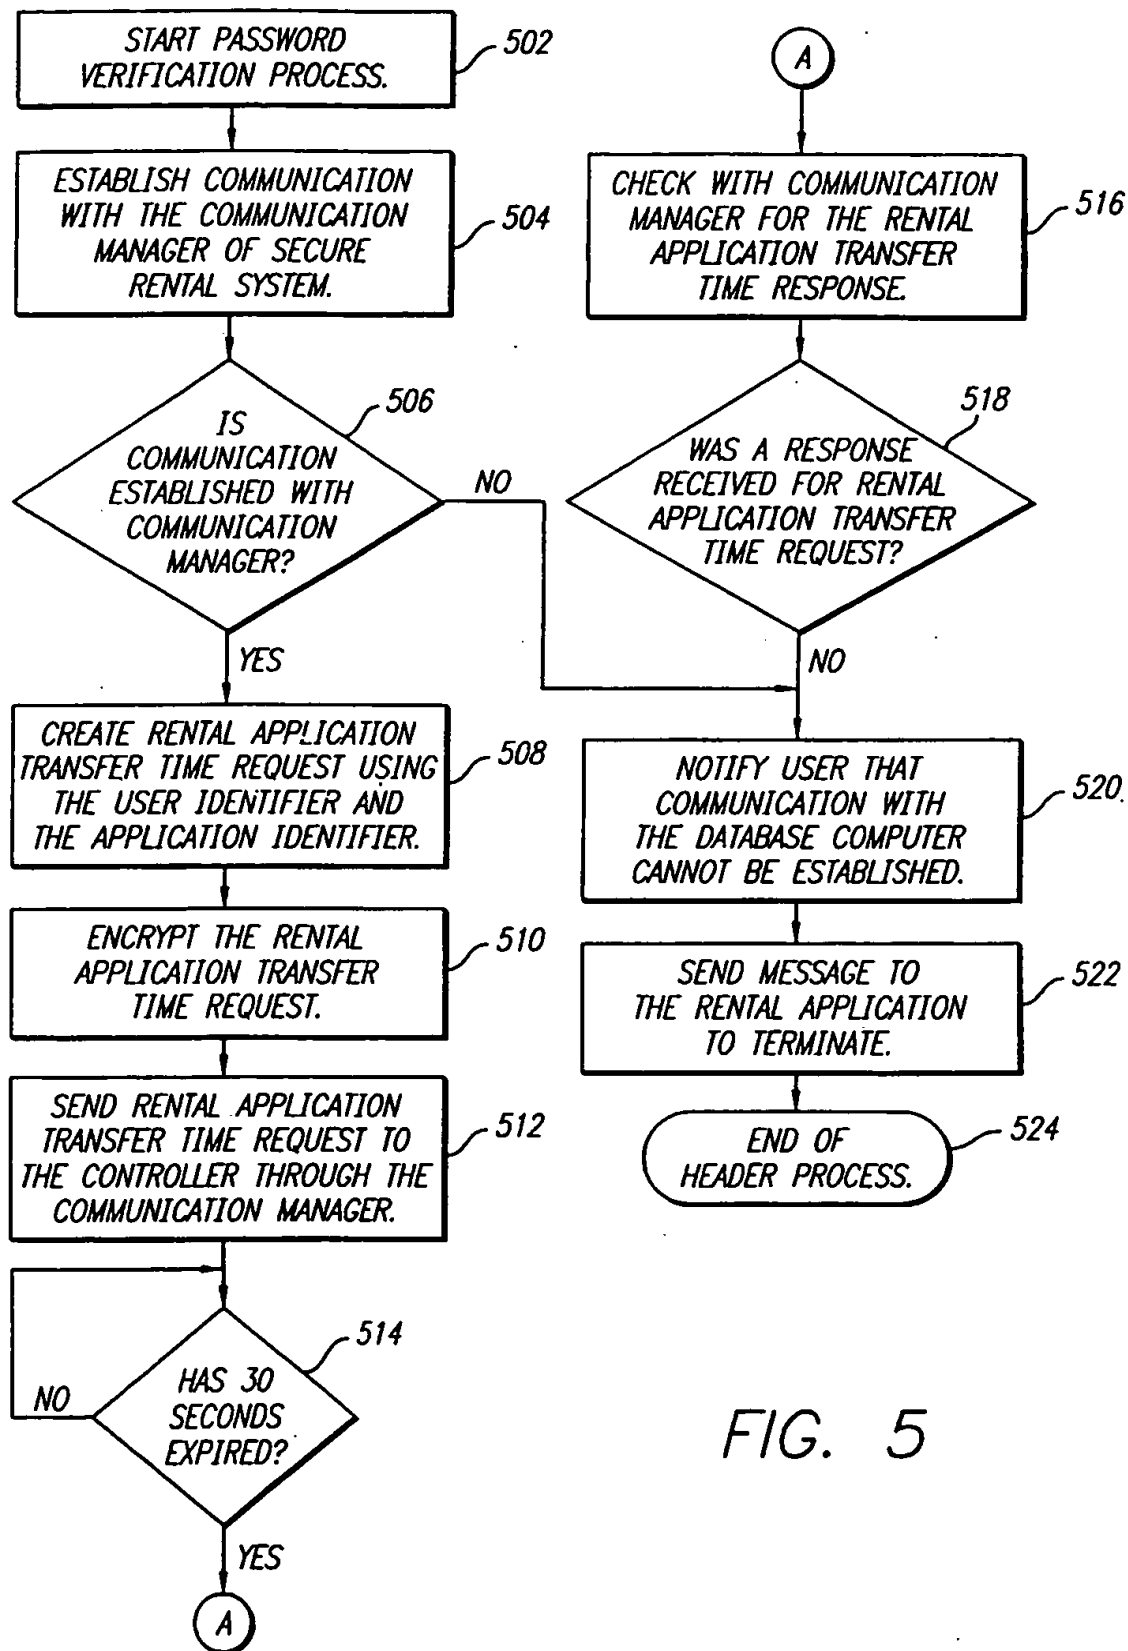 START PASSWORD
VERIFICATION PROCESS.
502
ESTABLISH COMMUNICATION
WITH THE COMMUNICATION
MANAGER OF SECURE
RENTAL SYSTEM.
504
IS
COMMUNICATION
ESTABLISHED WITH
COMMUNICATION
MANAGER?
506
NO
YES
CREATE RENTAL APPLICATION
TRANSFER TIME REQUEST USING
THE USER IDENTIFIER AND
THE APPLICATION IDENTIFIER.
508
ENCRYPT THE RENTAL
APPLICATION TRANSFER
TIME REQUEST.
510
SEND RENTAL APPLICATION
TRANSFER TIME REQUEST TO
THE CONTROLLER THROUGH THE
COMMUNICATION MANAGER.
512
HAS 30
SECONDS
EXPIRED?
514
NO
YES
A
A
CHECK WITH COMMUNICATION
MANAGER FOR THE RENTAL
APPLICATION TRANSFER
TIME RESPONSE.
516
WAS A RESPONSE
RECEIVED FOR RENTAL
APPLICATION TRANSFER
TIME REQUEST?
518
NO
NOTIFY USER THAT
COMMUNICATION WITH
THE DATABASE COMPUTER
CANNOT BE ESTABLISHED.
520
SEND MESSAGE TO
THE RENTAL APPLICATION
TO TERMINATE.
522
END OF
HEADER PROCESS.
524
FIG. 5